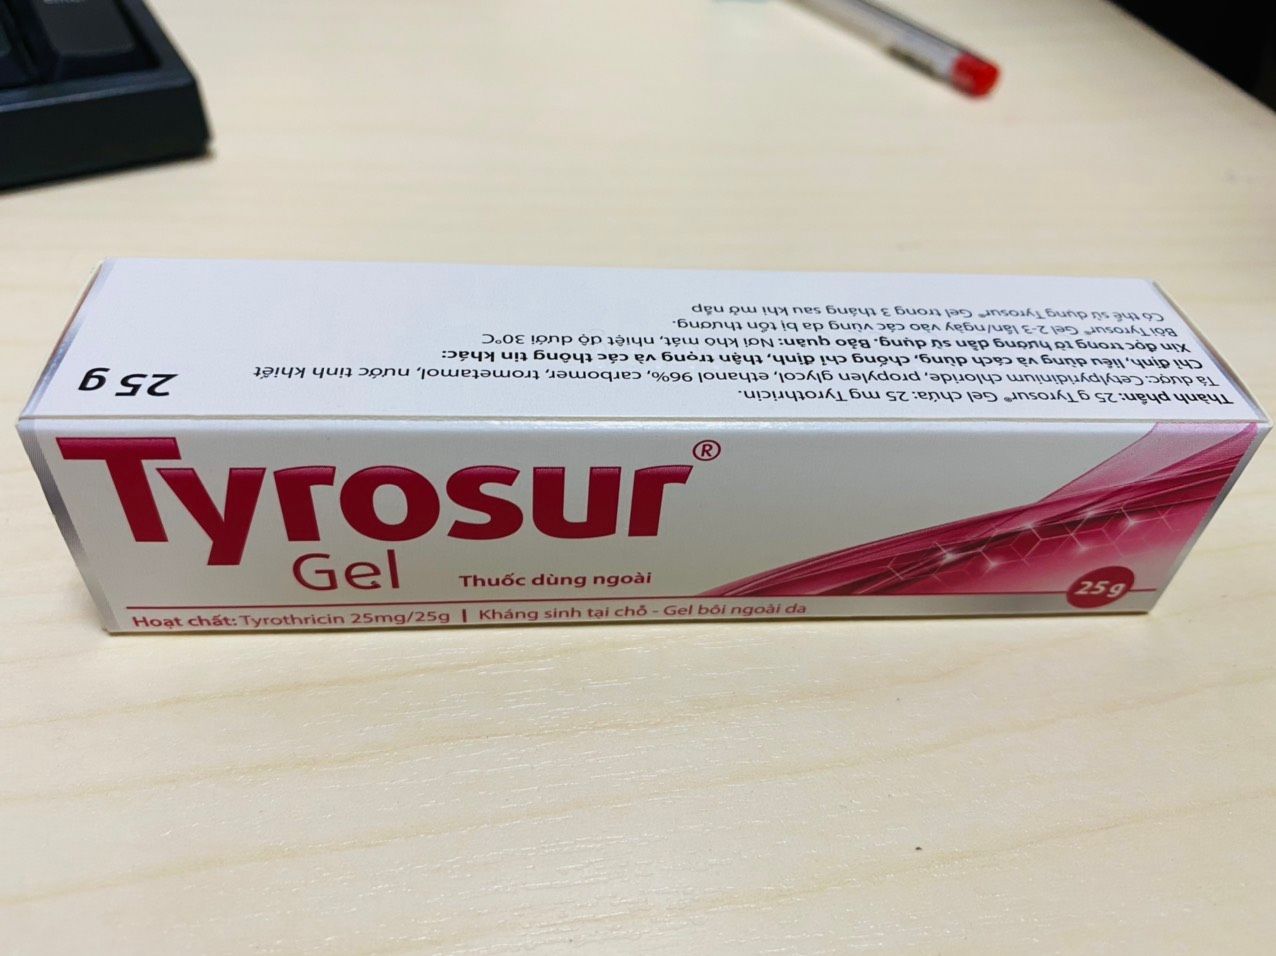 Tyrosur®
Gel
Thuốc dùng ngoài
25 g
Hoạt chất: Tyrothricin 25mg/25g | Kháng sinh tại chỗ - Gel bôi ngoài da
Thành phần: 25 g Tyrosur® Gel chứa: 25 mg Tyrothricin.
Tá dược: Cetylpyridinium chloride, propylen glycol, ethanol 96%, carbomer, trometamol, nước tinh khiết
Chỉ định, liều dùng và cách dùng, chống chỉ định, thận trọng và các thông tin khác:
Xin đọc trong tờ hướng dẫn sử dụng. Bảo quản: Nơi khô mát, nhiệt độ dưới 30°C
Bôi Tyrosur® Gel 2-3 lần/ngày vào các vùng da bị tổn thương.
Có thể sử dụng Tyrosur® Gel trong 3 tháng sau khi mở nắp
25 g